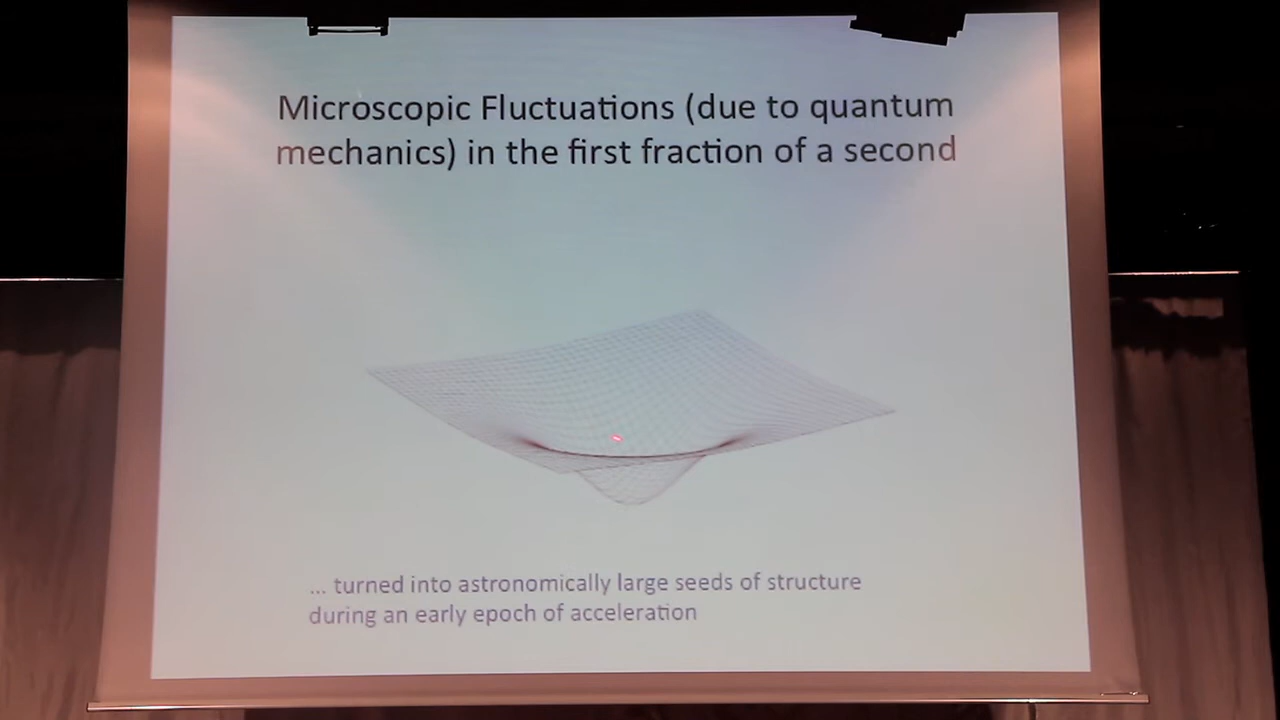 Microscopic Fluctuations (due to quantum
mechanics) in the first fraction of a second
... turned into astronomically large seeds of structure
during an early epoch of acceleration